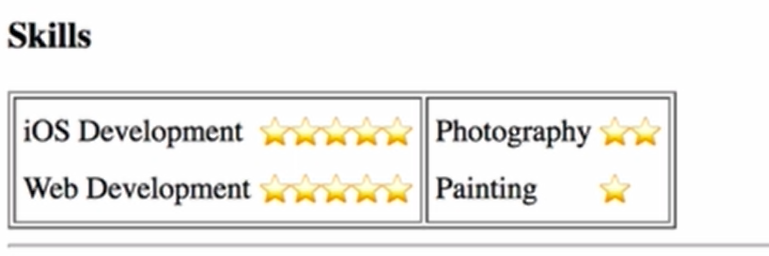 Skills
iOS Development ⭐⭐⭐⭐⭐ Photography ⭐⭐
Web Development ⭐⭐⭐⭐⭐ Painting ⭐